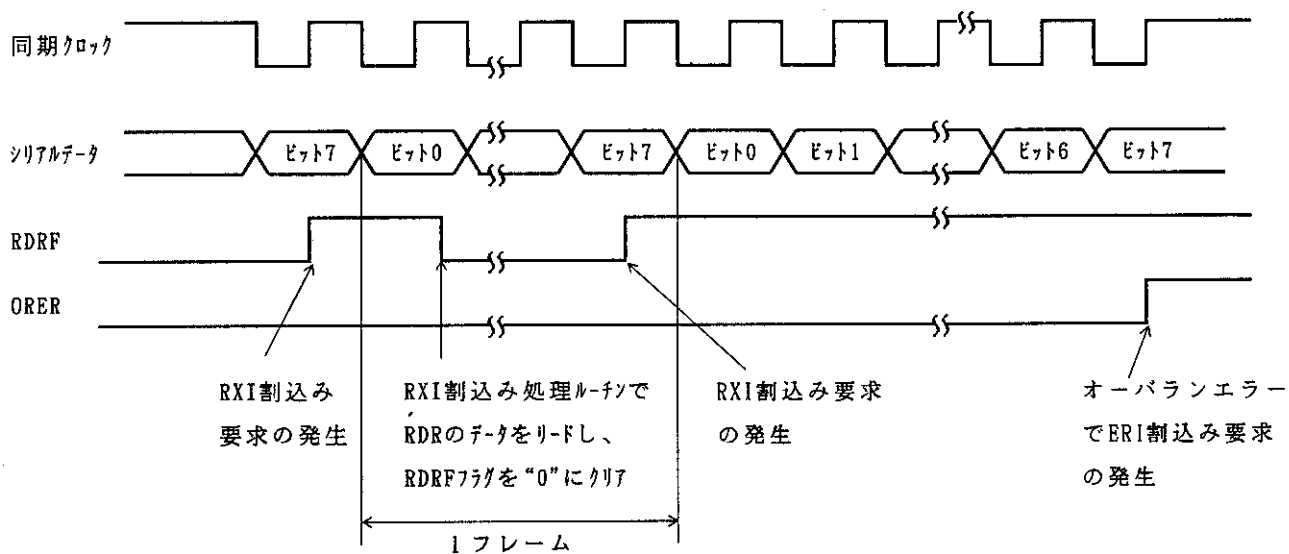 同期クロック
シリアルデータ
ビット7
ビット0
ビット7
ビット0
ビット1
ビット6
ビット7
RDRF
ORER
RXI割込み
要求の発生
RXI割込み処理ルーチンで
RDRのデータをリードし、
RDRFフラグを“0”にクリア
RXI割込み要求
の発生
オーバランエラー
でERI割込み要求
の発生
1フレーム